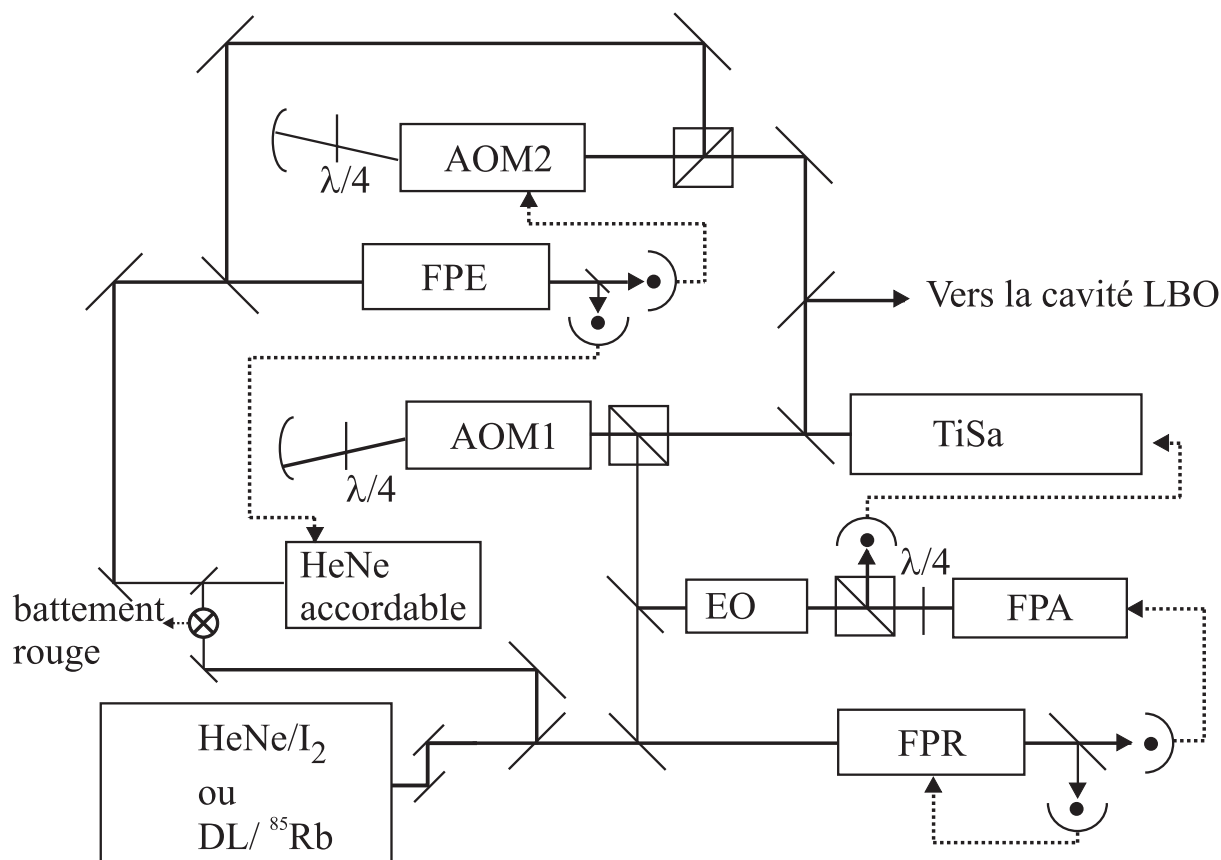 AOM2
λ/4
FPE
Vers la cavité LBO
AOM1
λ/4
TiSa
HeNe
accordable
battement
rouge
EO
λ/4
FPA
HeNe/I2
ou
DL/ 85Rb
FPR